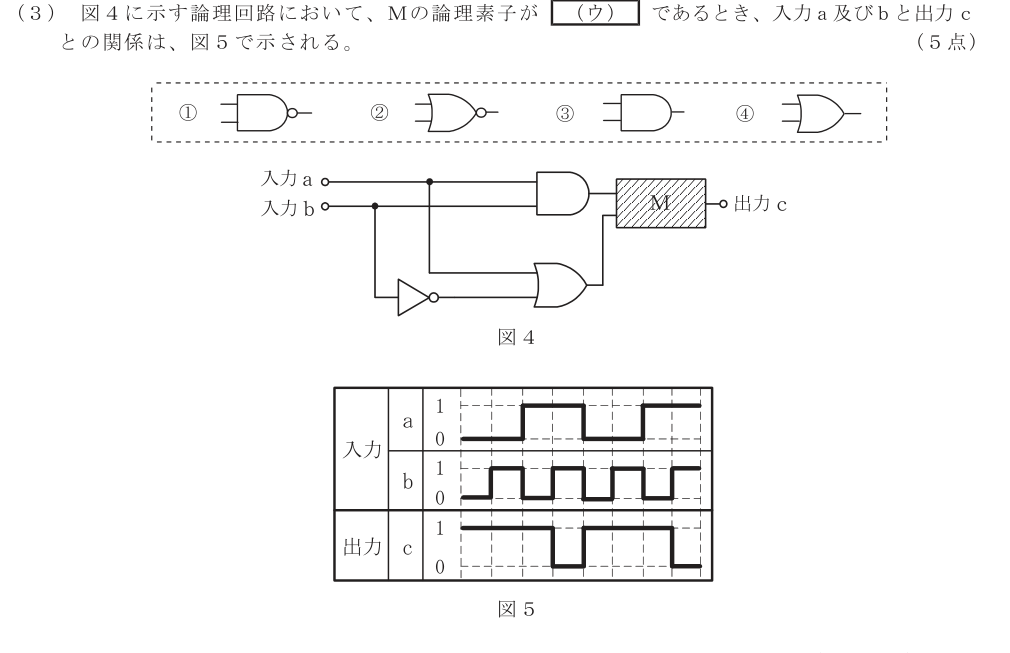 （３） 図４に示す論理回路において、Ｍの論理素子が （ウ） であるとき、入力ａ及びｂと出力ｃ
との関係は、図５で示される。 （５点）
① ② ③ ④
入力ａ
入力ｂ
Ｍ
出力ｃ
図４
入力 ａ 1 0
ｂ 1 0
出力 ｃ 1 0
図５